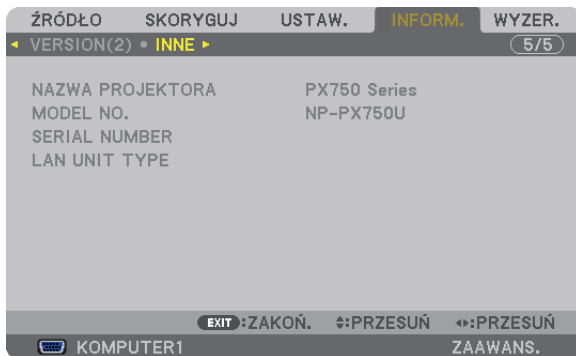 ŹRÓDŁO SKORYGUJ USTAW. INFORM. WYZER.
◂ VERSION(2) • INNE ▸ 5/5
NAZWA PROJEKTORA PX750 Series
MODEL NO. NP-PX750U
SERIAL NUMBER
LAN UNIT TYPE
EXIT :ZAKOŃ. ♦:PRZESUŃ ◂▸:PRZESUŃ
KOMPUTER1 ZAAWANS.